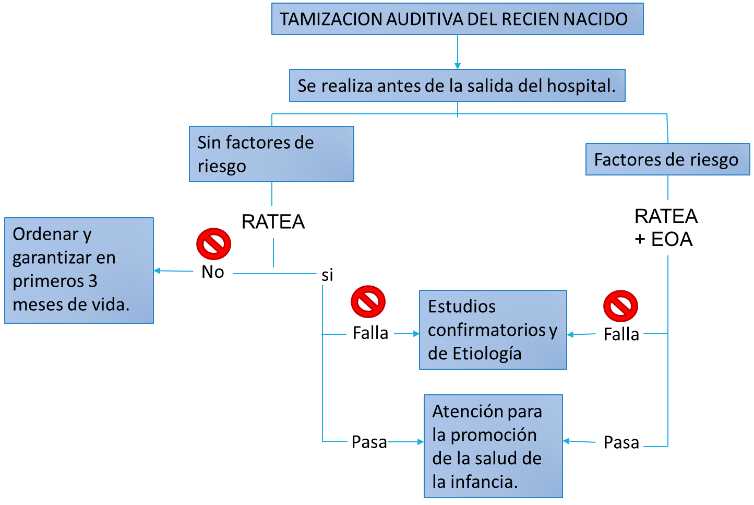 TAMIZACION AUDITIVA DEL RECIEN NACIDO
Se realiza antes de la salida del hospital.
Sin factores de
riesgo
Factores de riesgo
RATEA
RATEA
+ EOA
Ordenar y
garantizar en
primeros 3
meses de vida.
No
si
Falla
Estudios
confirmatorios y
de Etiología
Falla
Pasa
Atención para
la promoción
de la salud de
la infancia.
Pasa